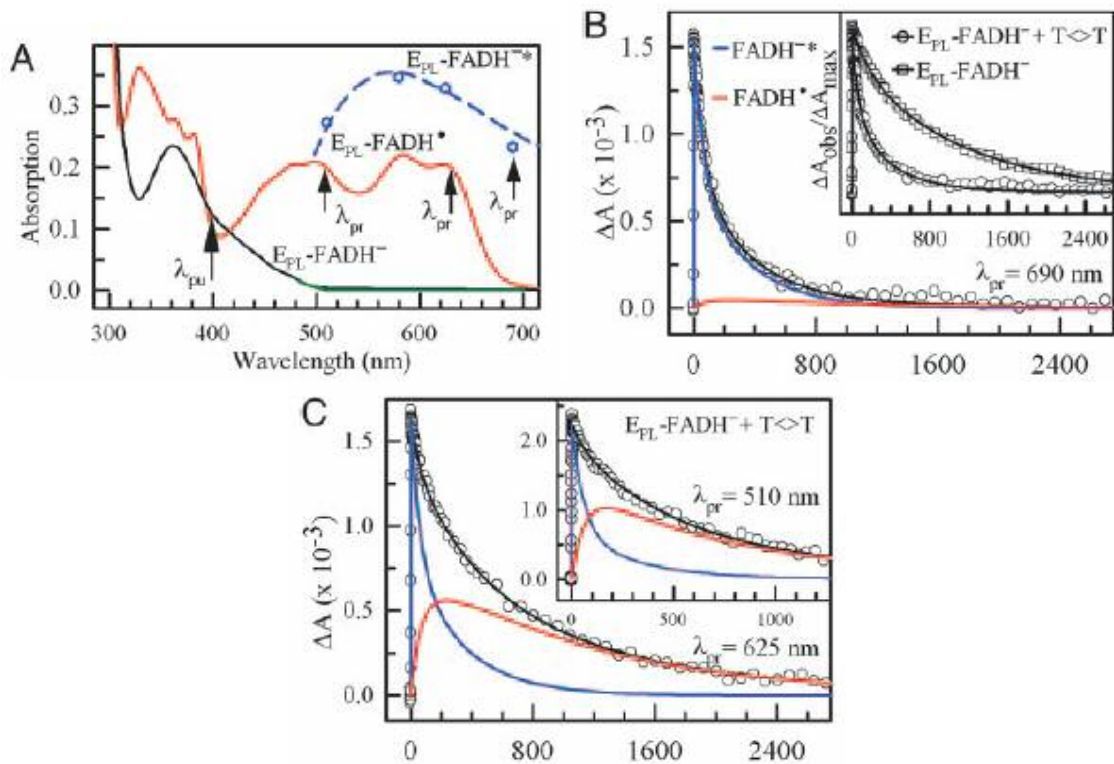 A
0.3
0.2
0.1
0.0
Absorption
E_PL-FADH⁻*
E_PL-FADH•
λ_pr
λ_pr
λ_pr
E_PL-FADH⁻
λ_pu
300 400 500 600 700
Wavelength (nm)
B
1.5
1.0
0.5
0.0
ΔA (x 10⁻³)
FADH⁻*
FADH•
E_PL-FADH⁻ + T<>T
E_PL-FADH⁻
ΔA_obs/ΔA_max
0 800 1600 2400
λ_pr = 690 nm
0 800 1600 2400
C
1.5
1.0
0.5
0.0
ΔA (x 10⁻³)
E_PL-FADH⁻ + T<>T
2.0
1.0
0.0
λ_pr = 510 nm
0 500 1000
λ_pr = 625 nm
0 800 1600 2400